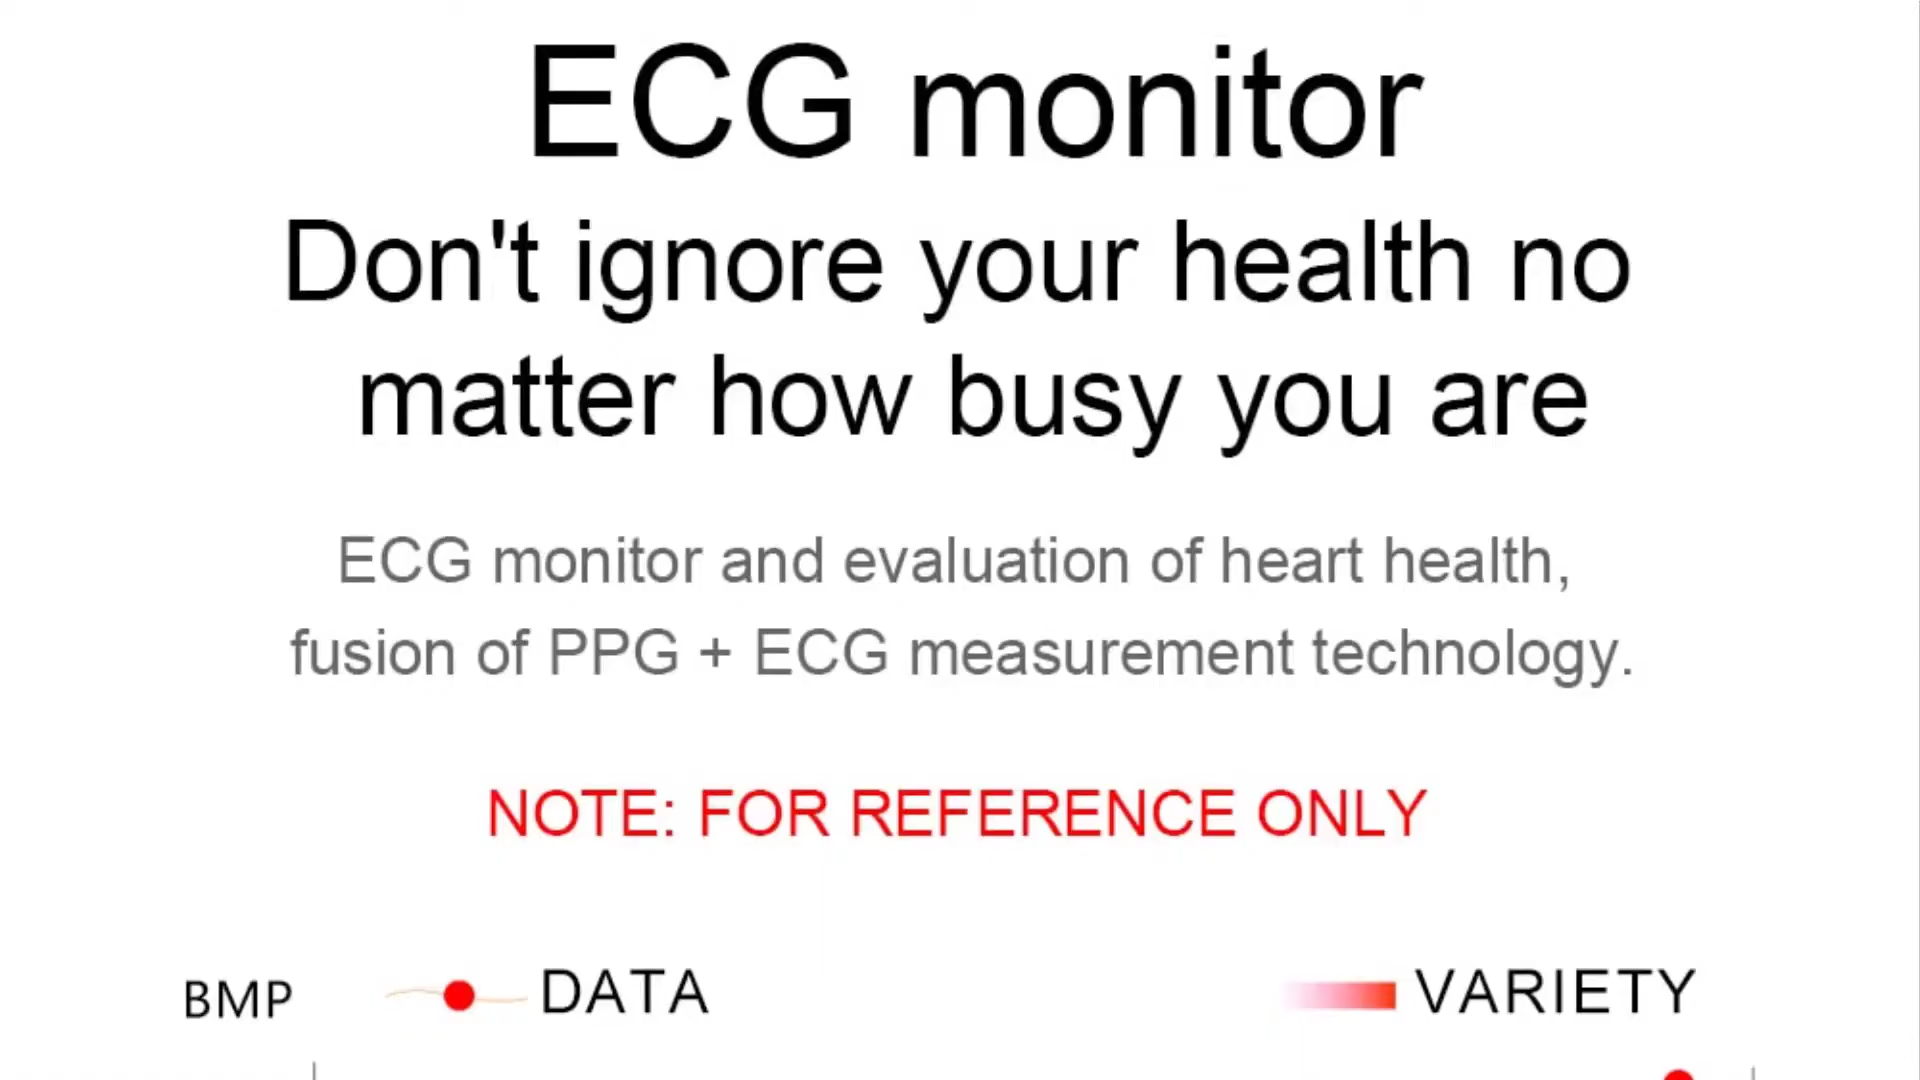 ECG monitor
Don't ignore your health no
matter how busy you are
ECG monitor and evaluation of heart health,
fusion of PPG + ECG measurement technology.
NOTE: FOR REFERENCE ONLY
BMP DATA VARIETY